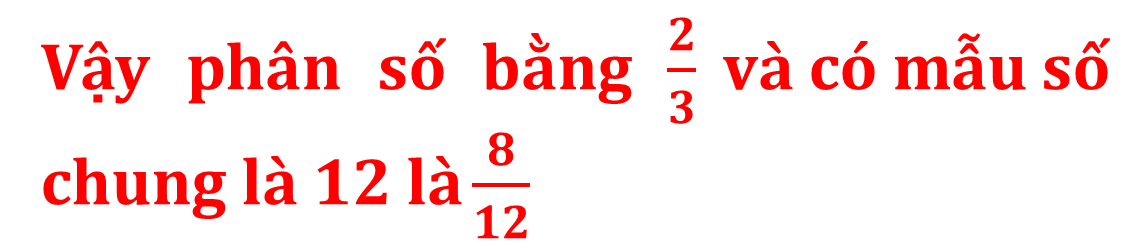 Vậy phân số bằng 2/3 và có mẫu số
chung là 12 là 8/12